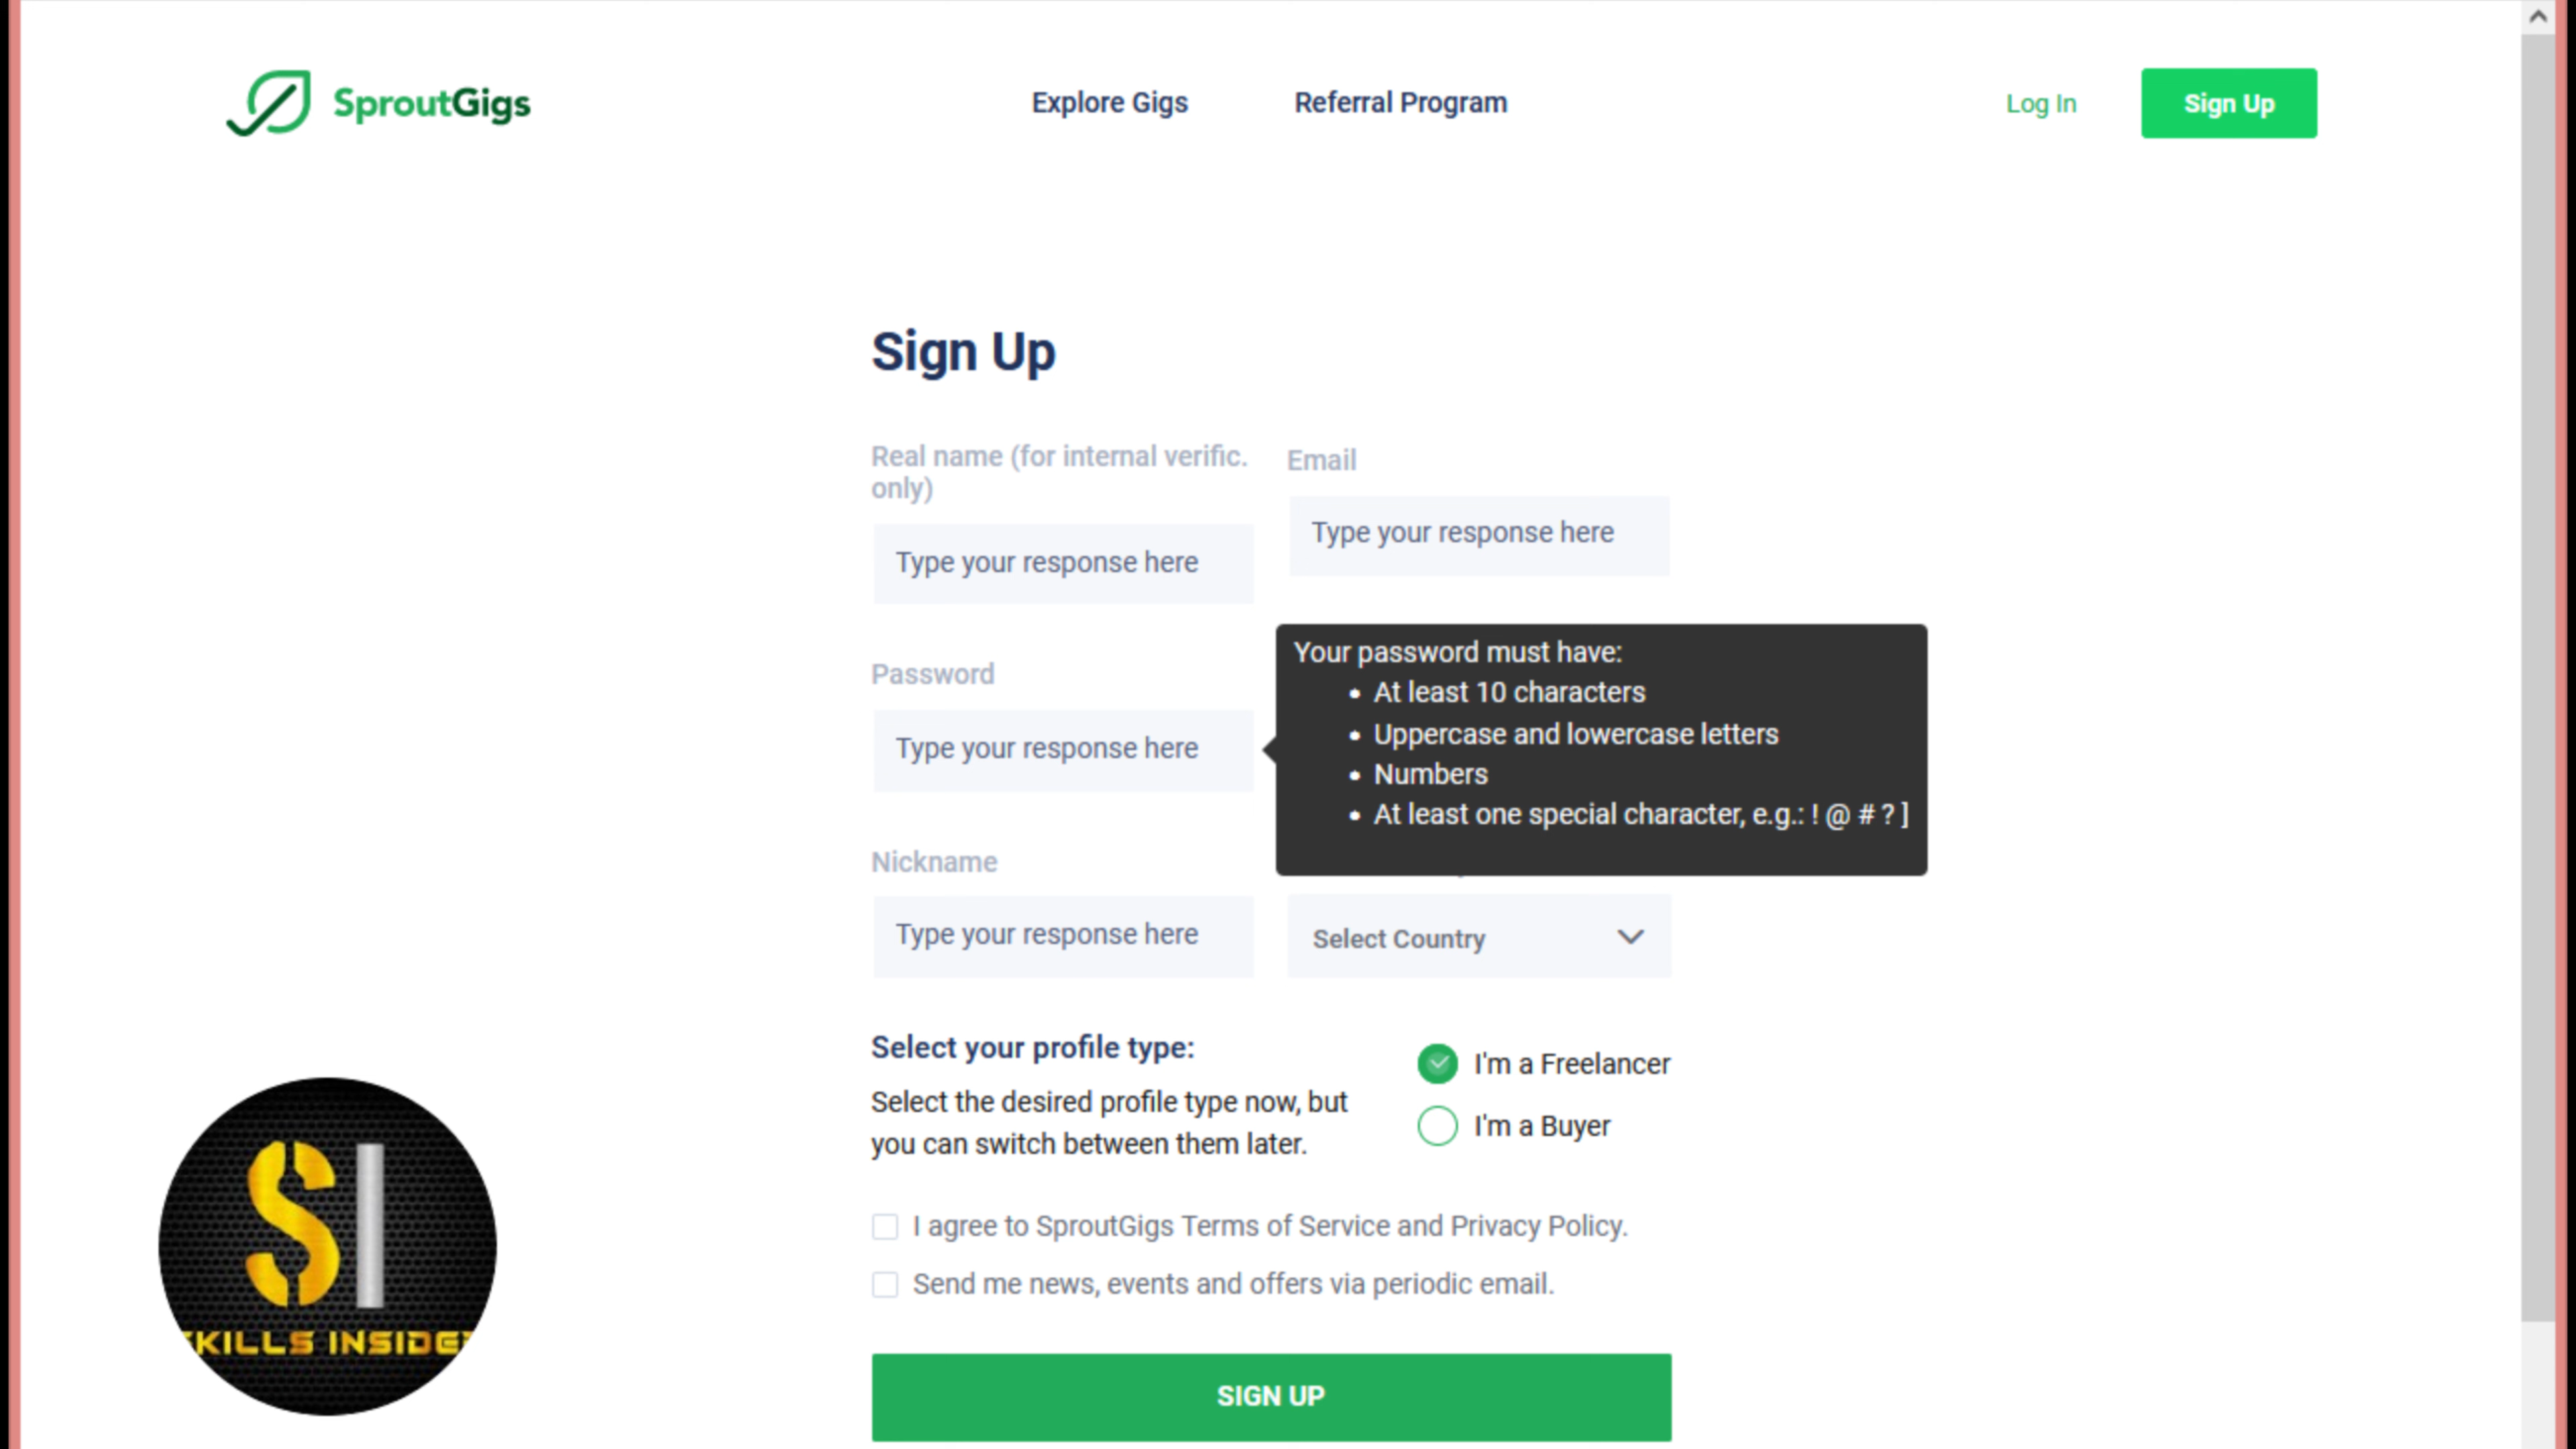 SproutGigs
Explore Gigs
Referral Program
Log In
Sign Up
Sign Up
Real name (for internal verific.
only)
Type your response here
Email
Type your response here
Password
Type your response here
Your password must have:
• At least 10 characters
• Uppercase and lowercase letters
• Numbers
• At least one special character, e.g.: ! @ # ? ]
Nickname
Type your response here
Select Country
Select your profile type:
Select the desired profile type now, but
you can switch between them later.
I'm a Freelancer
I'm a Buyer
I agree to SproutGigs Terms of Service and Privacy Policy.
Send me news, events and offers via periodic email.
SIGN UP
SI
KILLS INSIDE